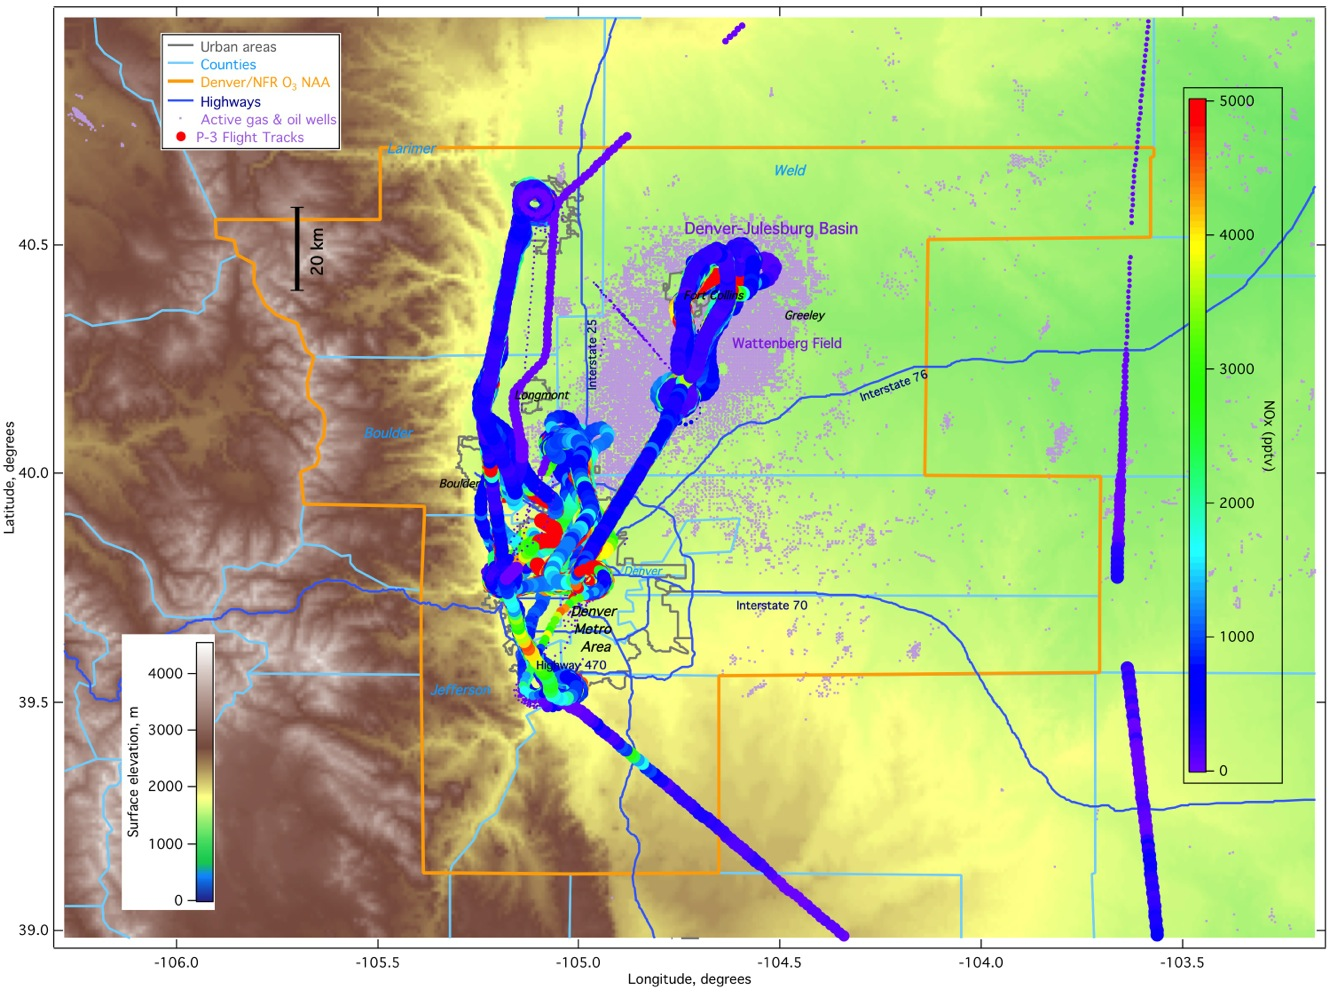 Urban areas
Counties
Denver/NFR O3 NAA
Highways
Active gas & oil wells
P-3 Flight Tracks
Larimer
Weld
20 km
Denver-Julesburg Basin
Fort Collins
Greeley
Wattenberg Field
Interstate 25
Interstate 76
Longmont
Boulder
Boulder
Denver
Interstate 70
Denver
Metro
Area
Highway 470
Jefferson
5000
4000
3000
2000
1000
0
NOx (pptv)
Surface elevation, m
4000
3000
2000
1000
0
Latitude, degrees
40.5
40.0
39.5
39.0
-106.0
-105.5
-105.0
-104.5
-104.0
-103.5
Longitude, degrees